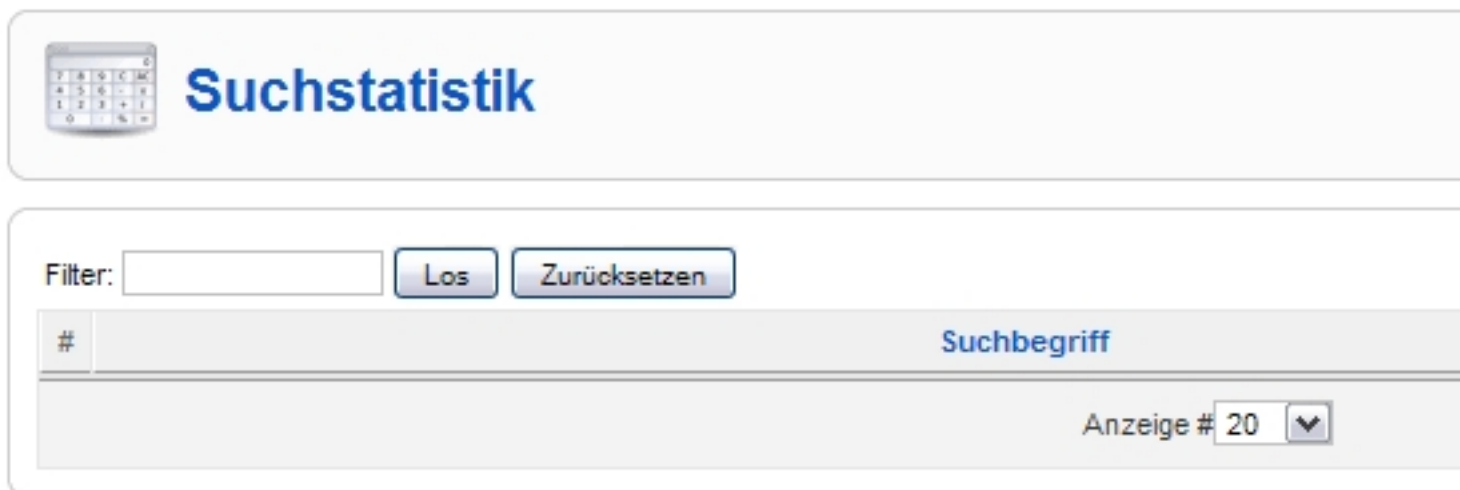 Suchstatistik
Filter: Los Zurücksetzen
# Suchbegriff
Anzeige # 20